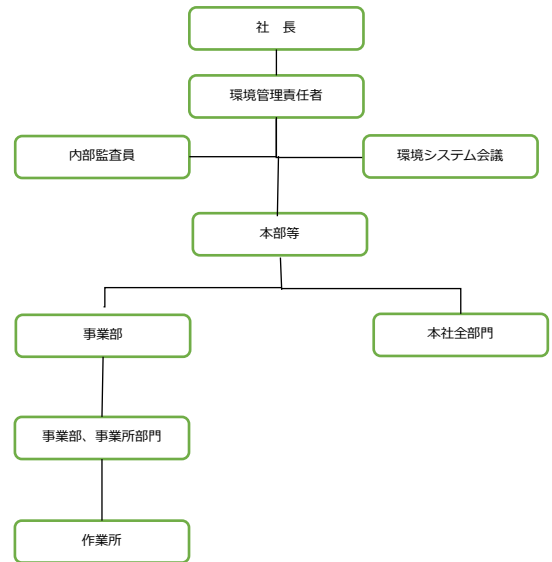 社　長
環境管理責任者
内部監査員
環境システム会議
本部等
事業部
本社全部門
事業部、事業所部門
作業所